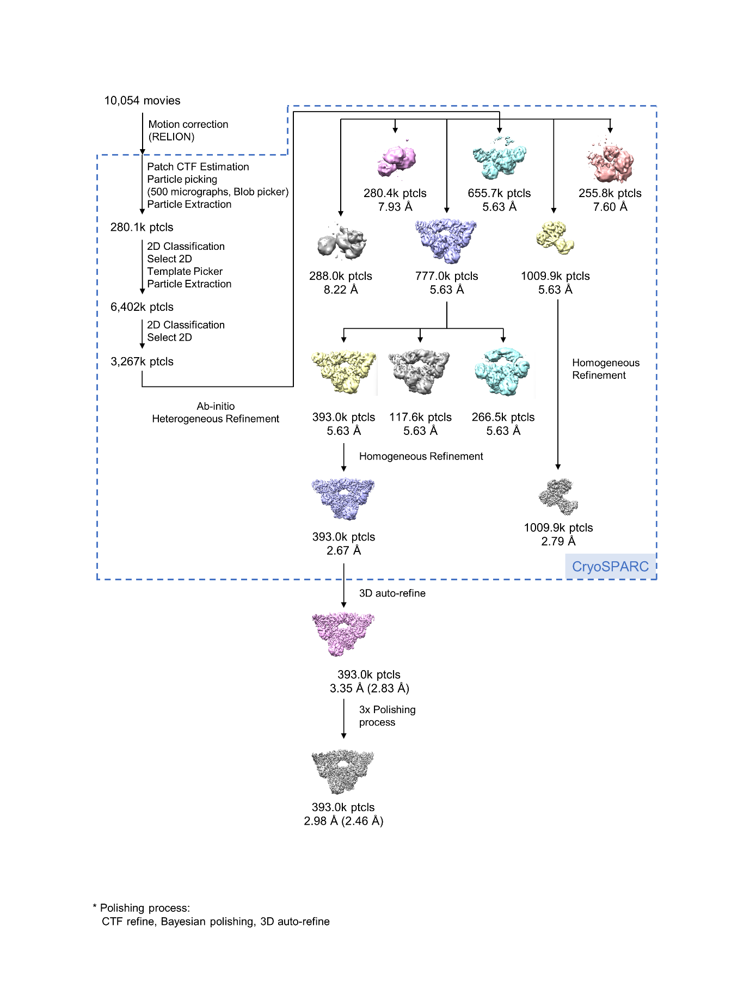 10,054 movies
Motion correction
(RELION)
Patch CTF Estimation
Particle picking
(500 micrographs, Blob picker)
Particle Extraction
280.1k ptcls
2D Classification
Select 2D
Template Picker
Particle Extraction
6,402k ptcls
2D Classification
Select 2D
3,267k ptcls
Ab-initio
Heterogeneous Refinement
280.4k ptcls
7.93 Å
655.7k ptcls
5.63 Å
255.8k ptcls
7.60 Å
288.0k ptcls
8.22 Å
777.0k ptcls
5.63 Å
1009.9k ptcls
5.63 Å
393.0k ptcls
5.63 Å
117.6k ptcls
5.63 Å
266.5k ptcls
5.63 Å
Homogeneous
Refinement
Homogeneous Refinement
393.0k ptcls
2.67 Å
1009.9k ptcls
2.79 Å
CryoSPARC
3D auto-refine
393.0k ptcls
3.35 Å (2.83 Å)
3x Polishing
process
393.0k ptcls
2.98 Å (2.46 Å)
* Polishing process:
CTF refine, Bayesian polishing, 3D auto-refine